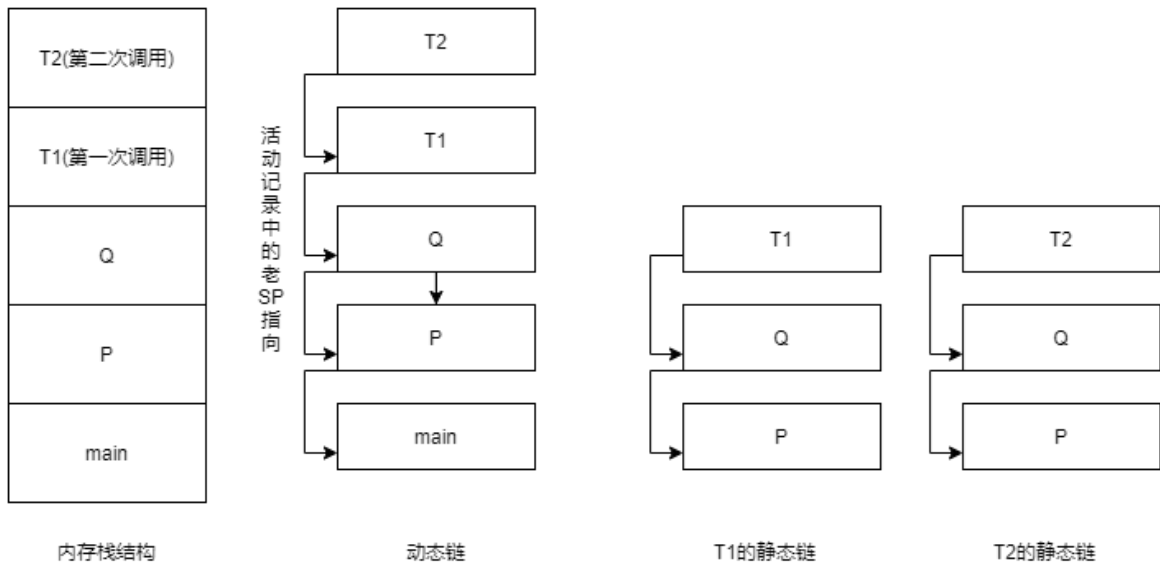 T2(第二次调用)
T1(第一次调用)
Q
P
main
内存栈结构
活动记录中的老SP指向
T2
T1
Q
P
main
动态链
T1
Q
P
T1的静态链
T2
Q
P
T2的静态链